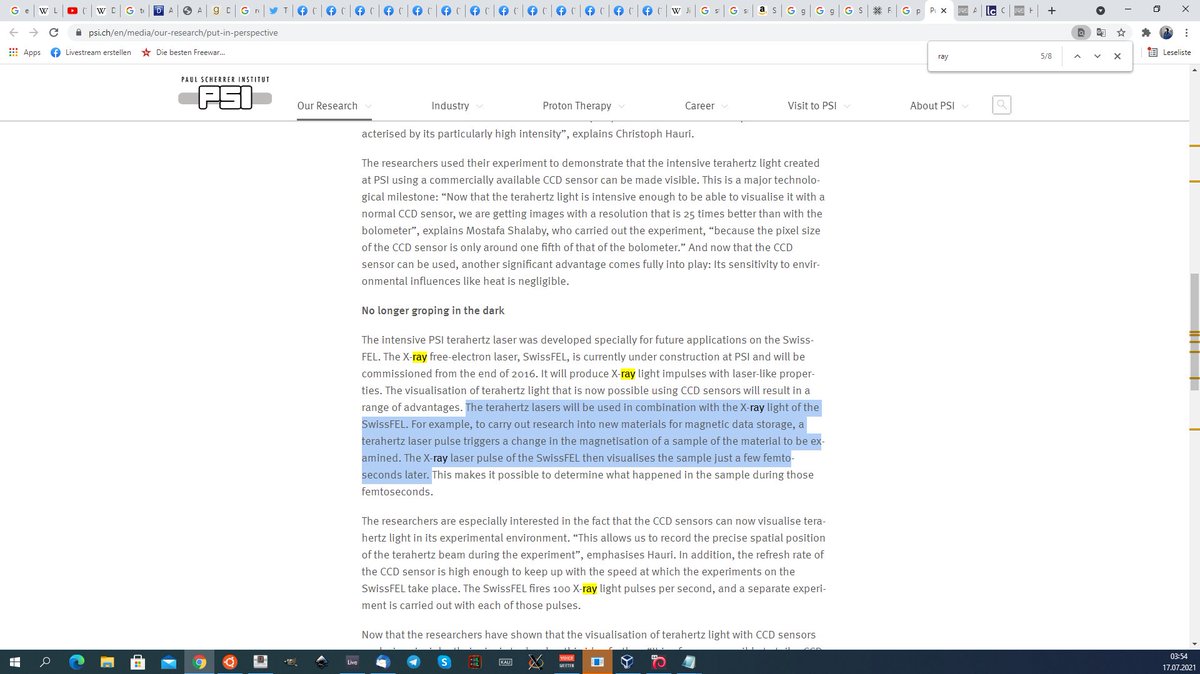 psi.ch/en/media/our-research/put-in-perspective
Apps
Livestream erstellen
Die besten Freewar...
Leseliste
ray
5/8
PAUL SCHERRER INSTITUT
PSI
Our Research
Industry
Proton Therapy
Career
Visit to PSI
About PSI
acterised by its particularly high intensity”, explains Christoph Hauri.
The researchers used their experiment to demonstrate that the intensive terahertz light created
at PSI using a commercially available CCD sensor can be made visible. This is a major technolo-
gical milestone: “Now that the terahertz light is intensive enough to be able to visualise it with a
normal CCD sensor, we are getting images with a resolution that is 25 times better than with the
bolometer”, explains Mostafa Shalaby, who carried out the experiment, “because the pixel size
of the CCD sensor is only around one fifth of that of the bolometer.” And now that the CCD
sensor can be used, another significant advantage comes fully into play: Its sensitivity to envir-
onmental influences like heat is negligible.
No longer groping in the dark
The intensive PSI terahertz laser was developed specially for future applications on the Swiss-
FEL. The X-ray free-electron laser, SwissFEL, is currently under construction at PSI and will be
commissioned from the end of 2016. It will produce X-ray light impulses with laser-like proper-
ties. The visualisation of terahertz light that is now possible using CCD sensors will result in a
range of advantages. The terahertz lasers will be used in combination with the X-ray light of the
SwissFEL. For example, to carry out research into new materials for magnetic data storage, a
terahertz laser pulse triggers a change in the magnetisation of a sample of the material to be ex-
amined. The X-ray laser pulse of the SwissFEL then visualises the sample just a few femto-
seconds later. This makes it possible to determine what happened in the sample during those
femtoseconds.
The researchers are especially interested in the fact that the CCD sensors can now visualise tera-
hertz light in its experimental environment. “This allows us to record the precise spatial position
of the terahertz beam during the experiment”, emphasises Hauri. In addition, the refresh rate of
the CCD sensor is high enough to keep up with the speed at which the experiments on the
SwissFEL take place. The SwissFEL fires 100 X-ray light pulses per second, and a separate experi-
ment is carried out with each of those pulses.
Now that the researchers have shown that the visualisation of terahertz light with CCD sensors
03:54
17.07.2021